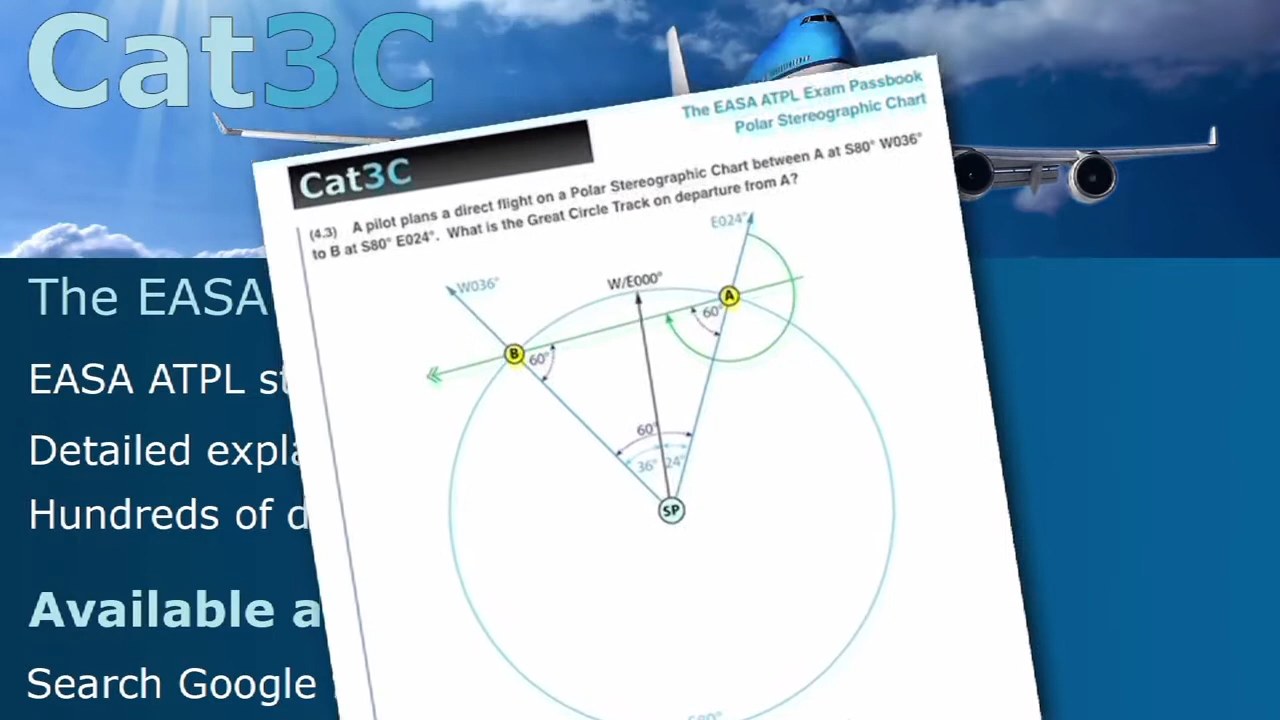 Cat3C
The EASA ATPL Exam Passbook
Polar Stereographic Chart
Cat3C
(4.3) A pilot plans a direct flight on a Polar Stereographic Chart between A at S80° W036°
to B at S80° E024°. What is the Great Circle Track on departure from A?
E024°
W036°
W/E000°
A
60°
B
60°
60°
36° 24°
SP
S80°
The EASA
EASA ATPL
Detailed
Hundreds of
Available
Search Google